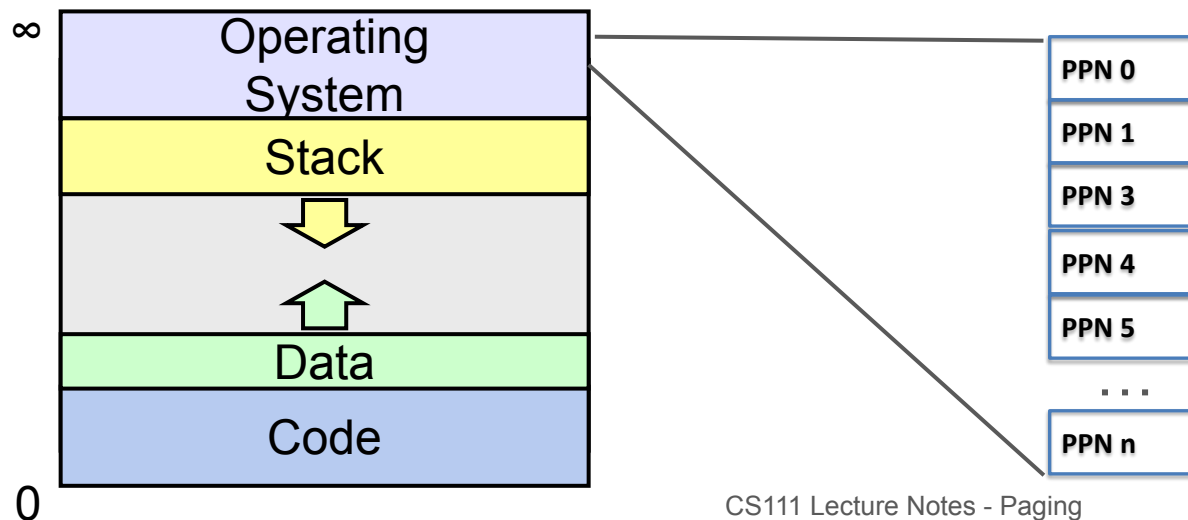 ∞
Operating
System
Stack
Data
Code
0
PPN 0
PPN 1
PPN 3
PPN 4
PPN 5
...
PPN n
CS111 Lecture Notes - Paging